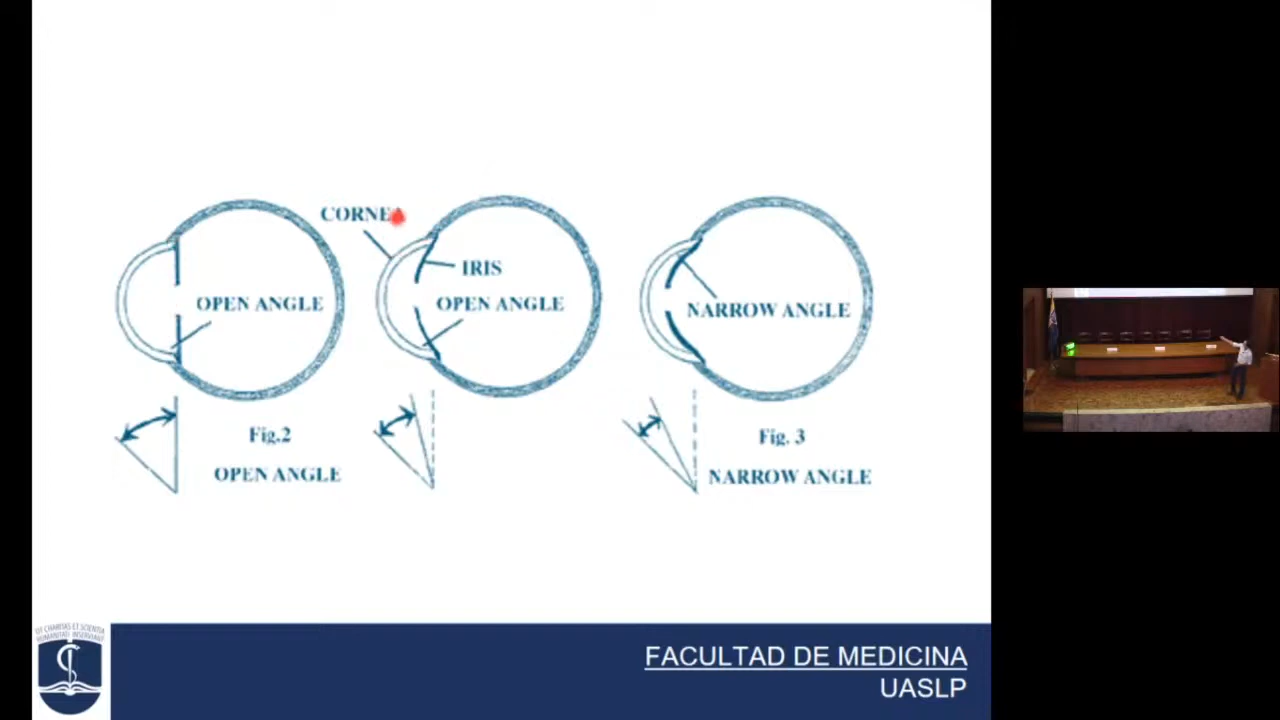 CORNEA
IRIS
OPEN ANGLE
OPEN ANGLE
NARROW ANGLE
Fig.2
OPEN ANGLE
Fig. 3
NARROW ANGLE
FACULTAD DE MEDICINA
UASLP